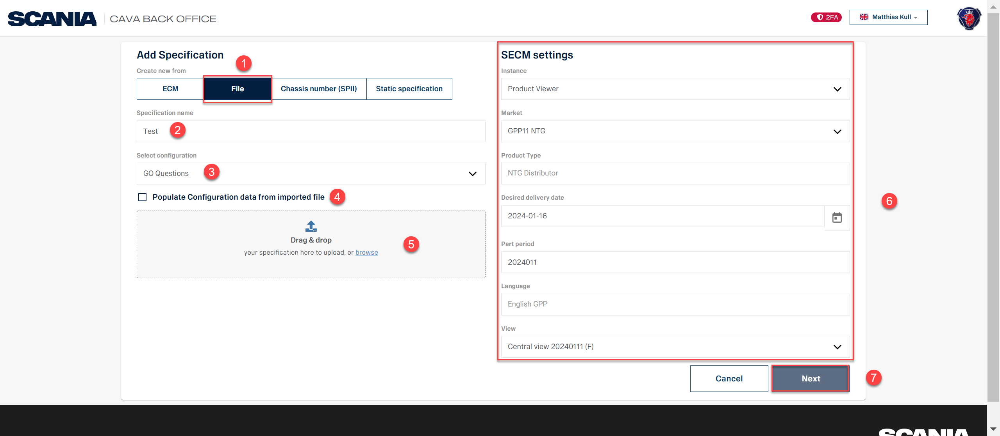 SCANIA CAVA BACK OFFICE
2FA
Matthias Kull
Add Specification
1
Create new from
ECM
File
Chassis number (SPII)
Static specification
Specification name
Test
2
Select configuration
GO Questions
3
Populate Configuration data from imported file
4
Drag & drop
your specification here to upload, or browse
5
SECM settings
Instance
Product Viewer
Market
GPP11 NTG
Product Type
NTG Distributor
Desired delivery date
2024-01-16
Part period
2024011
Language
English GPP
View
Central view 20240111 (F)
6
Cancel
Next
7
SCANIA